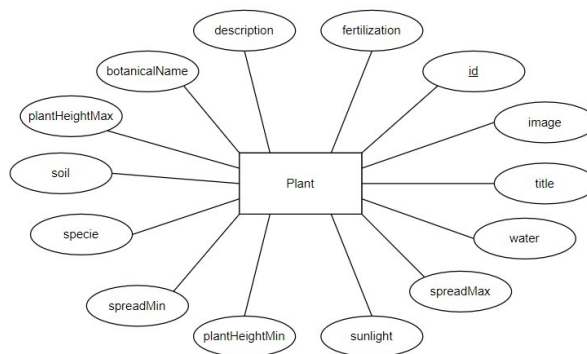 description
fertilization
botanicalName
id
plantHeightMax
image
soil
Plant
title
specie
water
spreadMin
spreadMax
plantHeightMin
sunlight